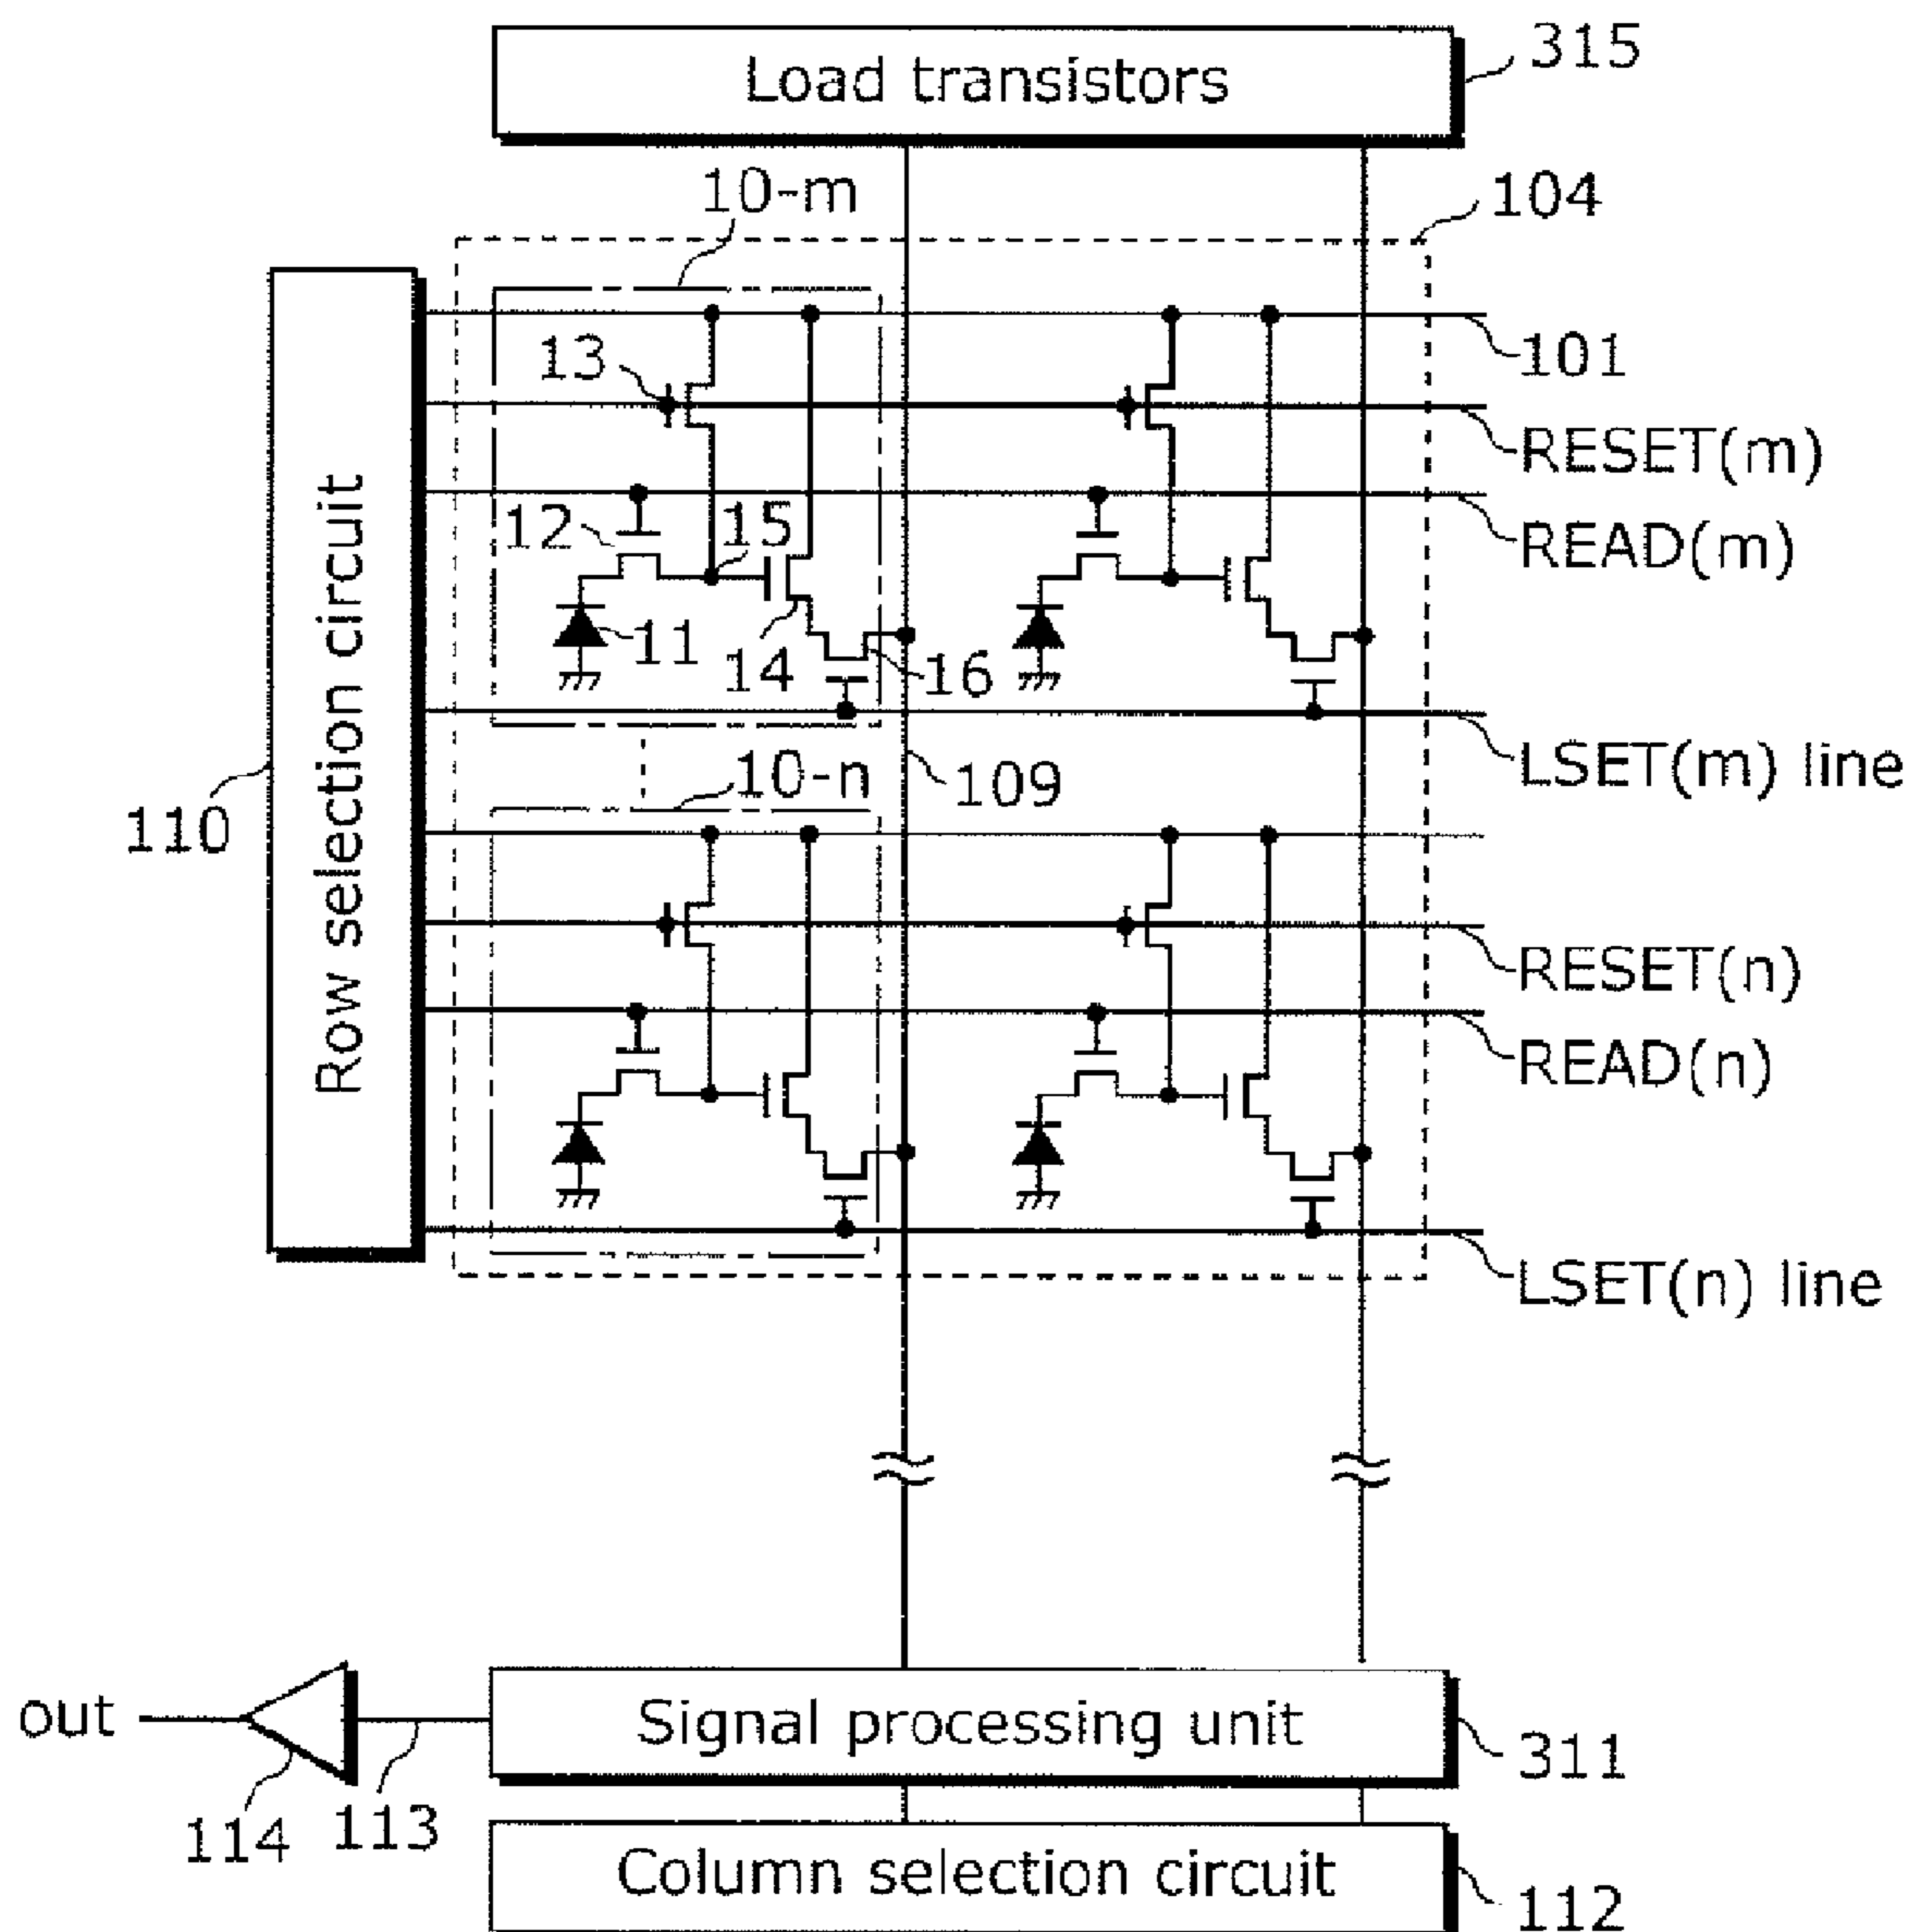 Load transistors
315
10-m
104
101
13
RESET(m)
12
15
READ(m)
11
14
16
LSET(m) line
10-n
109
110
Row selection circuit
RESET(n)
READ(n)
LSET(n) line
out
Signal processing unit
311
114
113
Column selection circuit
112